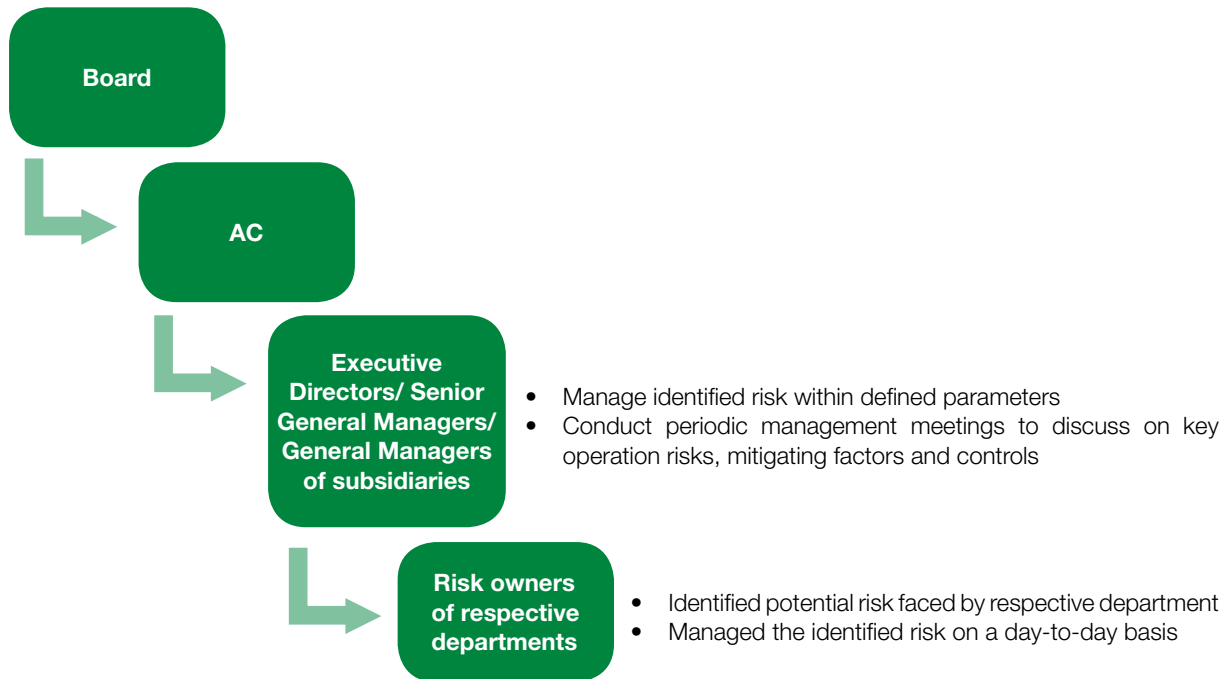 Board
AC
Executive
Directors/ Senior
General Managers/
General Managers
of subsidiaries
• Manage identified risk within defined parameters
• Conduct periodic management meetings to discuss on key
operation risks, mitigating factors and controls
Risk owners
of respective
departments
• Identified potential risk faced by respective department
• Managed the identified risk on a day-to-day basis